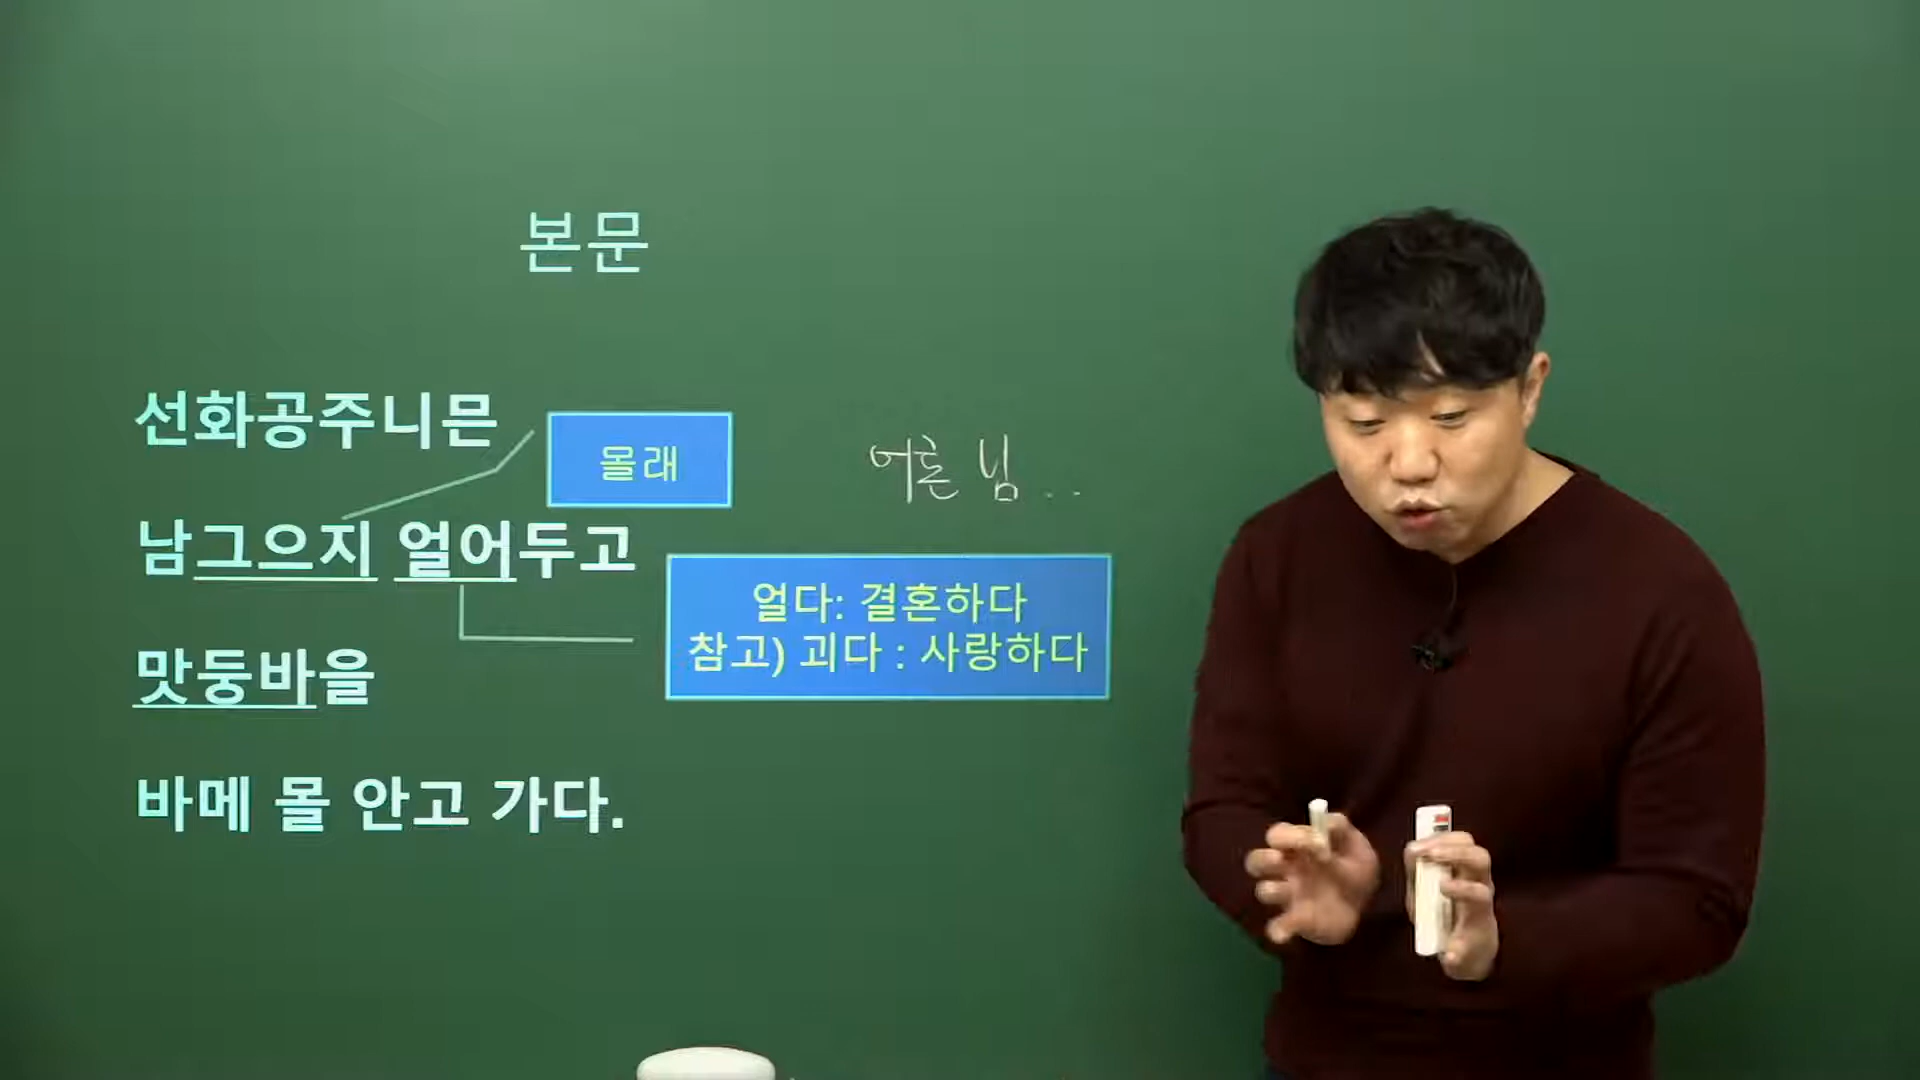 본문
선화공주니믄
몰래
어른 님 . .
남그으지 얼어두고
얼다: 결혼하다
참고) 괴다 : 사랑하다
맛둥바을
바메 몰 안고 가다.